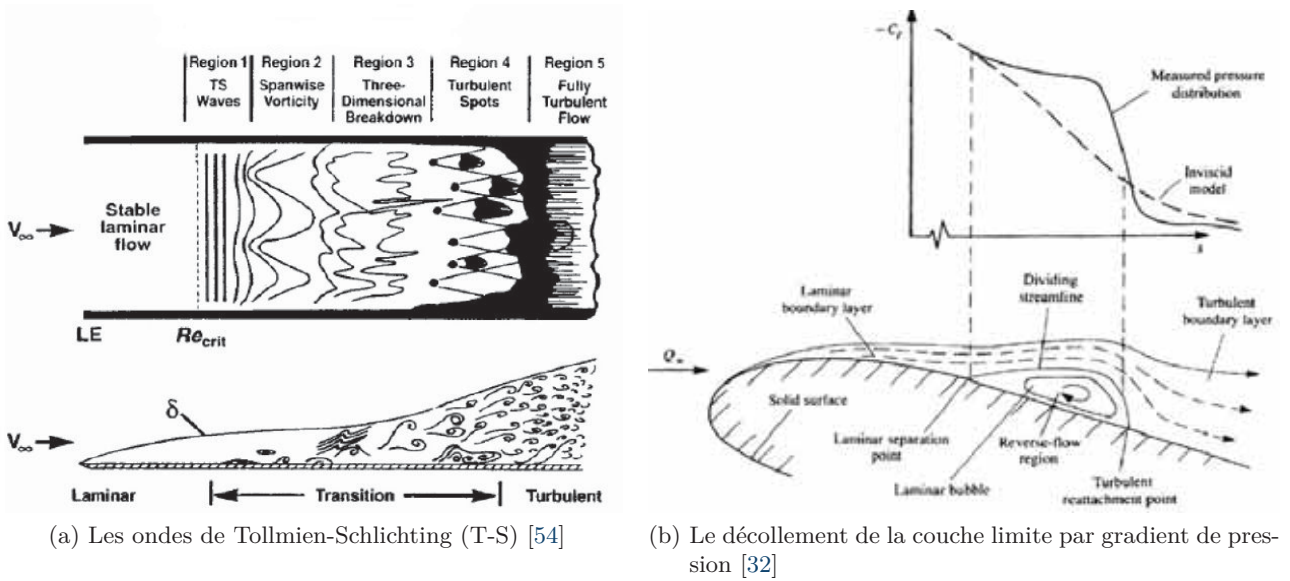 Region 1
TS
Waves
Region 2
Spanwise
Vorticity
Region 3
Three-
Dimensional
Breakdown
Region 4
Turbulent
Spots
Region 5
Fully
Turbulent
Flow
V∞
Stable
laminar
flow
LE
Re crit
δ
V∞
Laminar
Transition
Turbulent
(a) Les ondes de Tollmien-Schlichting (T-S) [54]
Measured pressure
distribution
Inviscid
model
Laminar
boundary layer
Dividing
streamline
Turbulent
boundary layer
Solid surface
Laminar separation
point
Reverse-flow
region
Laminar bubble
Turbulent
reattachment point
(b) Le décollement de la couche limite par gradient de pres-
sion [32]